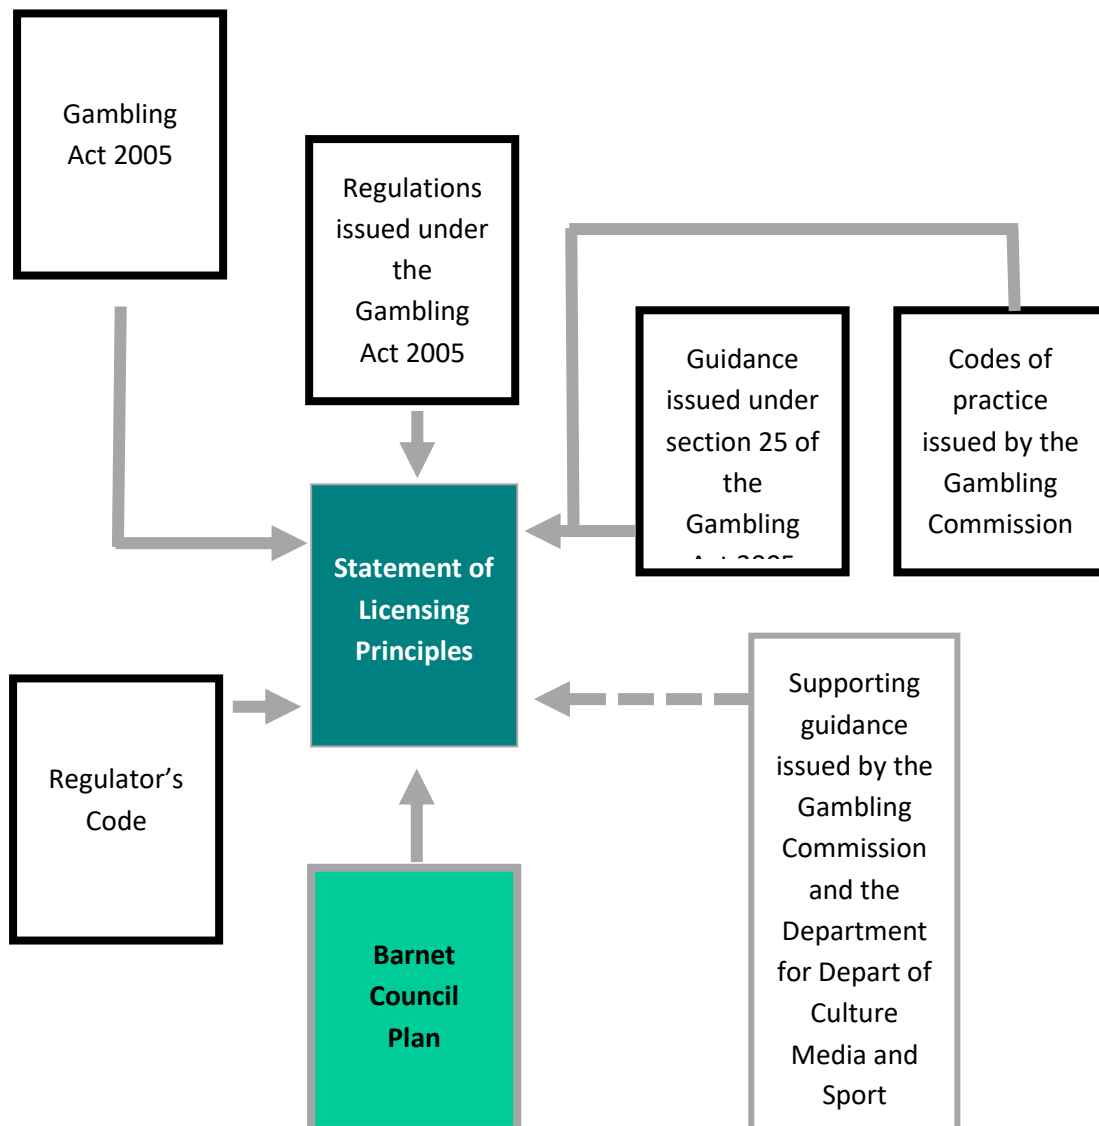 Gambling
Act 2005
Regulations
issued under
the
Gambling
Act 2005
Guidance
issued under
section 25 of
the
Gambling
Act 2005
Codes of
practice
issued by the
Gambling
Commission
Statement of
Licensing
Principles
Regulator’s
Code
Supporting
guidance
issued by the
Gambling
Commission
and the
Department
for Depart of
Culture
Media and
Sport
Barnet
Council
Plan